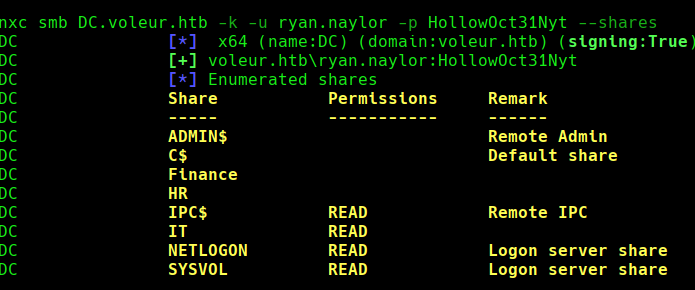 nxc smb DC.voleur.htb -k -u ryan.naylor -p HollowOct31Nyt --shares
DC [*] x64 (name:DC) (domain:voleur.htb) (signing:True)
DC [+] voleur.htb\ryan.naylor:HollowOct31Nyt
DC [*] Enumerated shares
DC Share Permissions Remark
DC ----- ----------- ------
DC ADMIN$ Remote Admin
DC C$ Default share
DC Finance
DC HR
DC IPC$ READ Remote IPC
DC IT READ
DC NETLOGON READ Logon server share
DC SYSVOL READ Logon server share